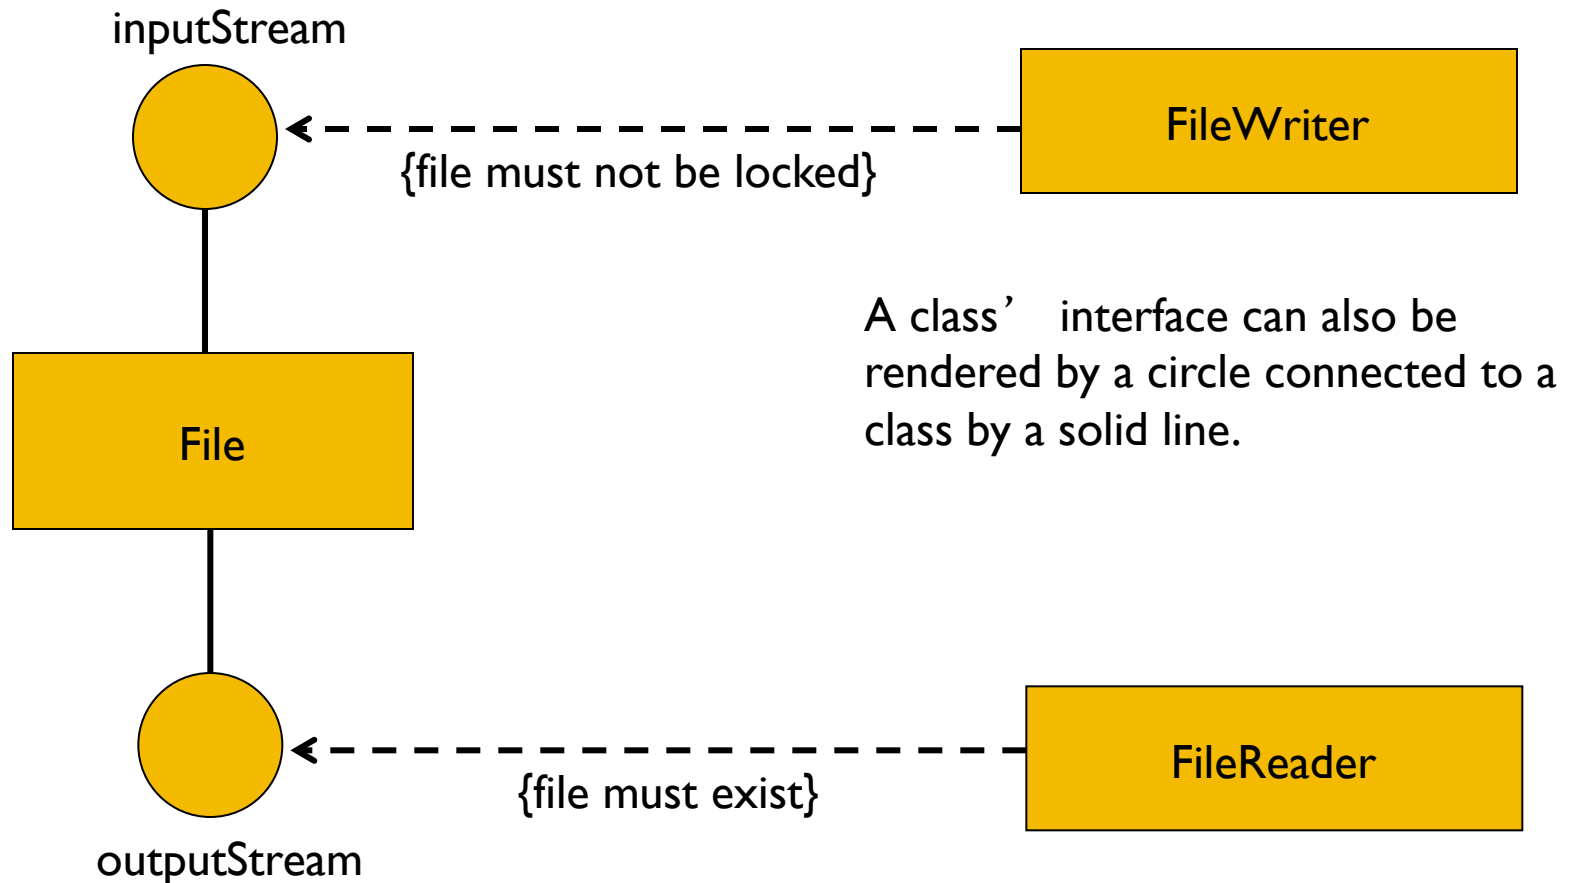 inputStream
FileWriter
{file must not be locked}
A class’ interface can also be
rendered by a circle connected to a
class by a solid line.
File
FileReader
{file must exist}
outputStream